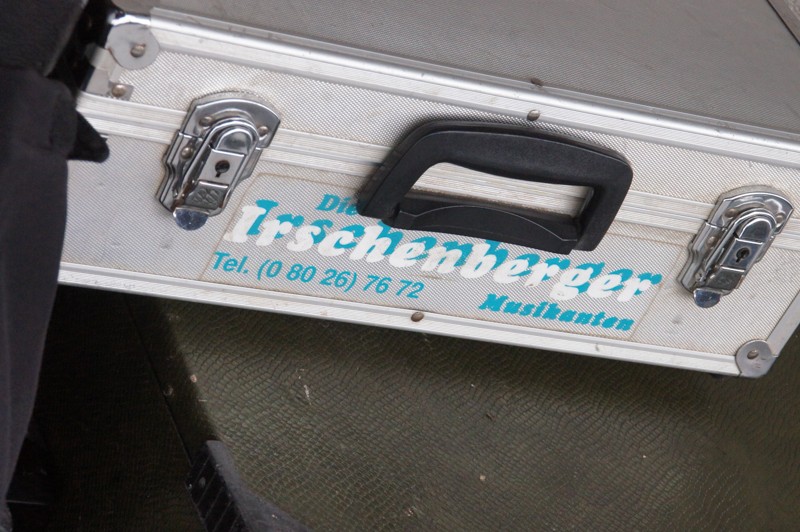 Die
Irschenberger
Tel. (0 80 26) 76 72
Musikanten